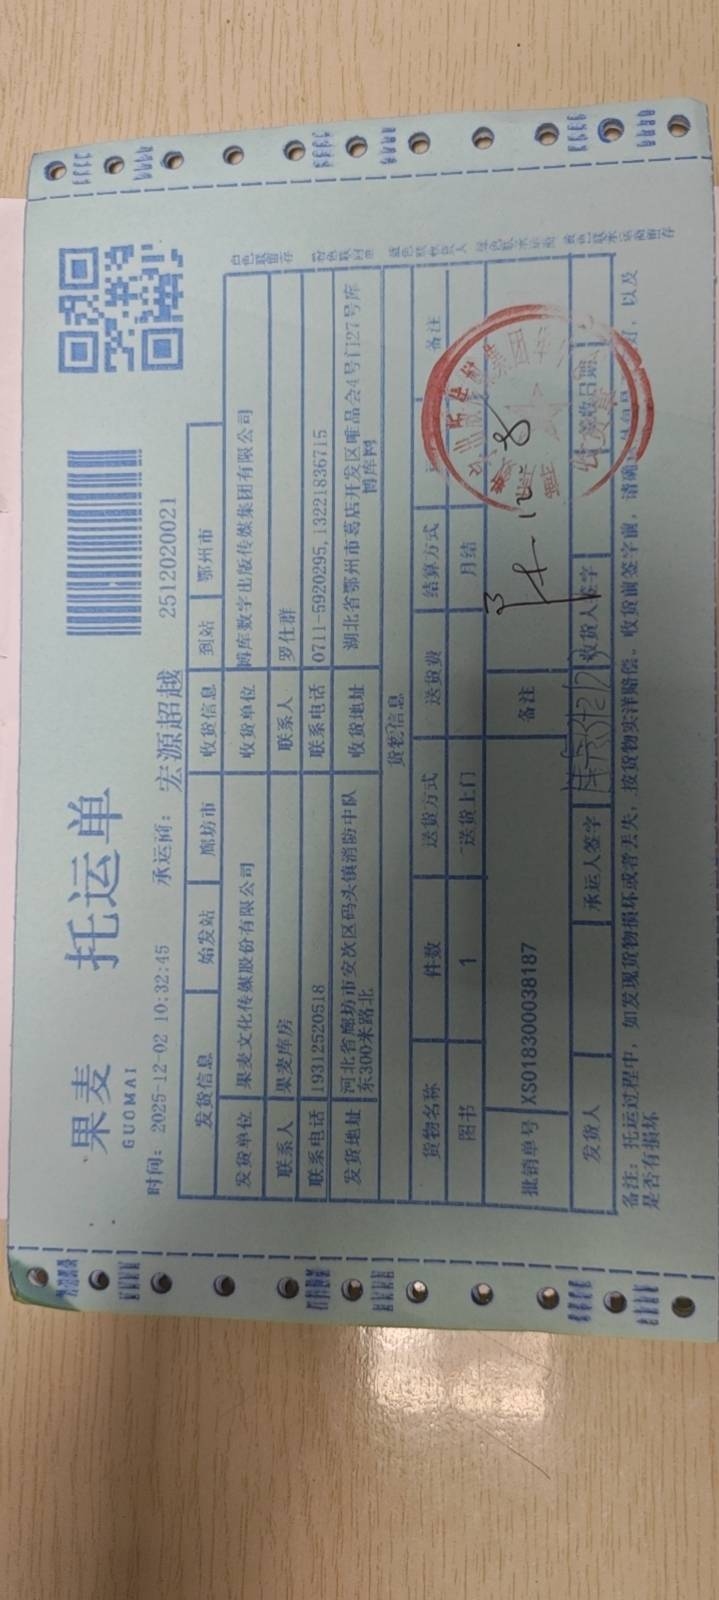 果麦 托运单
GUOMAI
时间: 2025-12-02 10:32:45 承运商: 宏源超越 2512020021
发货信息 始发站 廊坊市 收货信息 到站 鄂州市
发货单位 果麦文化传媒股份有限公司 收货单位 博库数字出版传媒集团有限公司
联系人 果麦库房 联系人 罗仕群
联系电话 19312520518 联系电话 0711-5920295,13221836715
发货地址 河北省廊坊市安次区码头镇消防中队东300米路北 收货地址 湖北省鄂州市葛店开发区唯品会4号门27号库博库网
货物信息
货物名称 件数 送货方式 送货费 结算方式 备注
图书 1 送货上门 月结
批销单号 XS018300038187 备注 12.8
发货人 承运人签字 收货人签字 签收日期
备注: 托运过程中, 如发现货物损坏或者丢失, 按货物实洋赔偿。收货前签字前, 请确 以及
是否有损坏